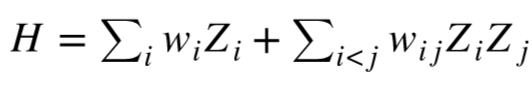 H = ∑ᵢ wᵢZᵢ + ∑ᵢ<ⱼ wᵢⱼZᵢZⱼ